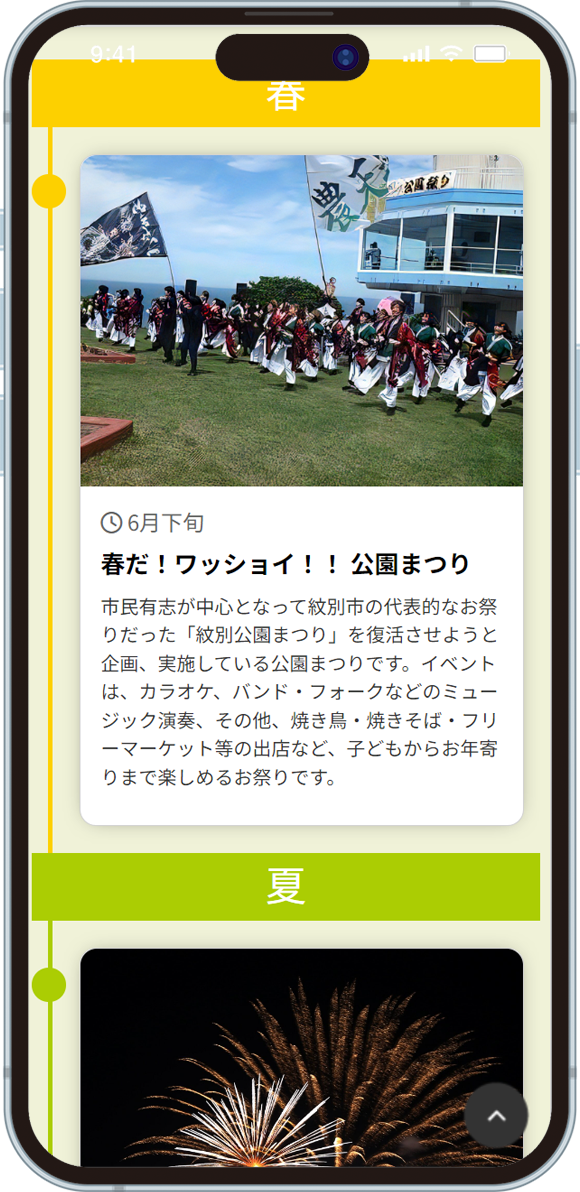 9:41
春
公園祭り
6月下旬
春だ！ワッショイ！！ 公園まつり
市民有志が中心となって紋別市の代表的なお祭
りだった「紋別公園まつり」を復活させようと
企画、実施している公園まつりです。イベント
は、カラオケ、バンド・フォークなどのミュー
ジック演奏、その他、焼き鳥・焼きそば・フリ
ーマーケット等の出店など、子どもからお年寄
りまで楽しめるお祭りです。
夏